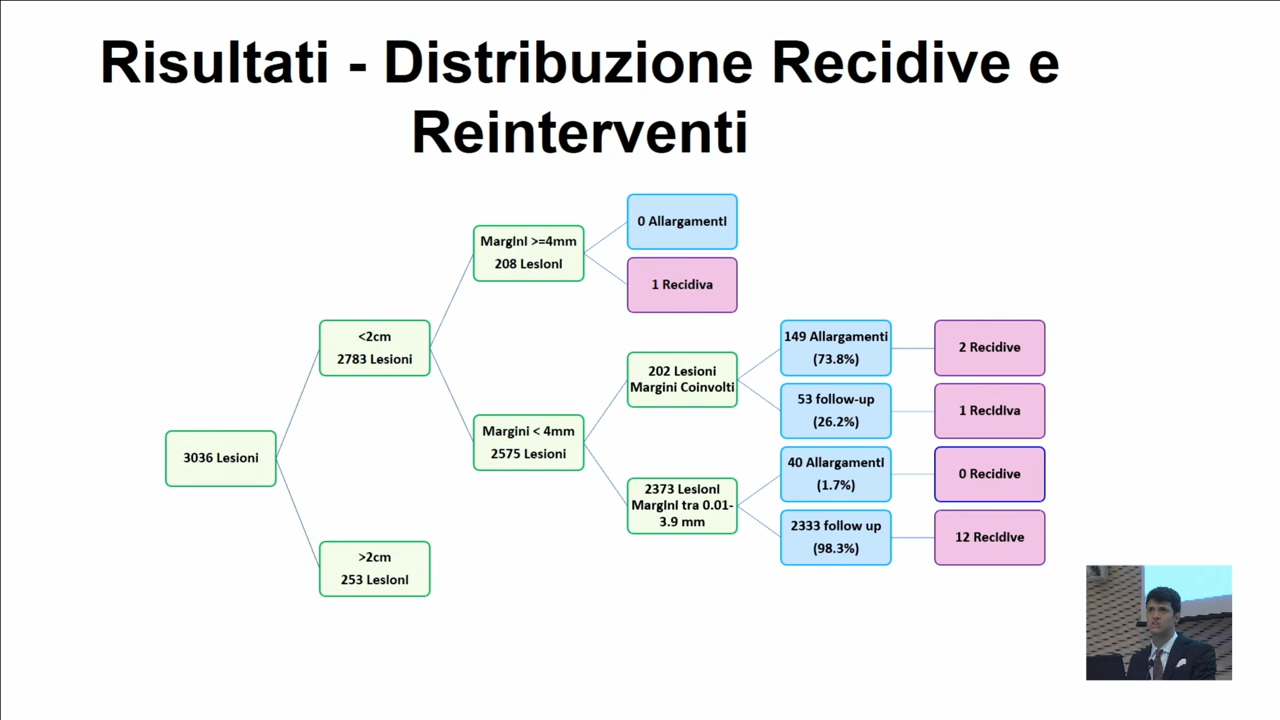 Risultati - Distribuzione Recidive e
Reinterventi
0 Allargamenti
Margini >=4mm
208 Lesioni
1 Recidiva
<2cm
2783 Lesioni
149 Allargamenti
(73.8%)
2 Recidive
202 Lesioni
Margini Coinvolti
53 follow-up
(26.2%)
1 Recidiva
Margini < 4mm
2575 Lesioni
3036 Lesioni
40 Allargamenti
(1.7%)
0 Recidive
2373 Lesioni
Margini tra 0.01-
3.9 mm
2333 follow up
(98.3%)
12 Recidive
>2cm
253 Lesioni